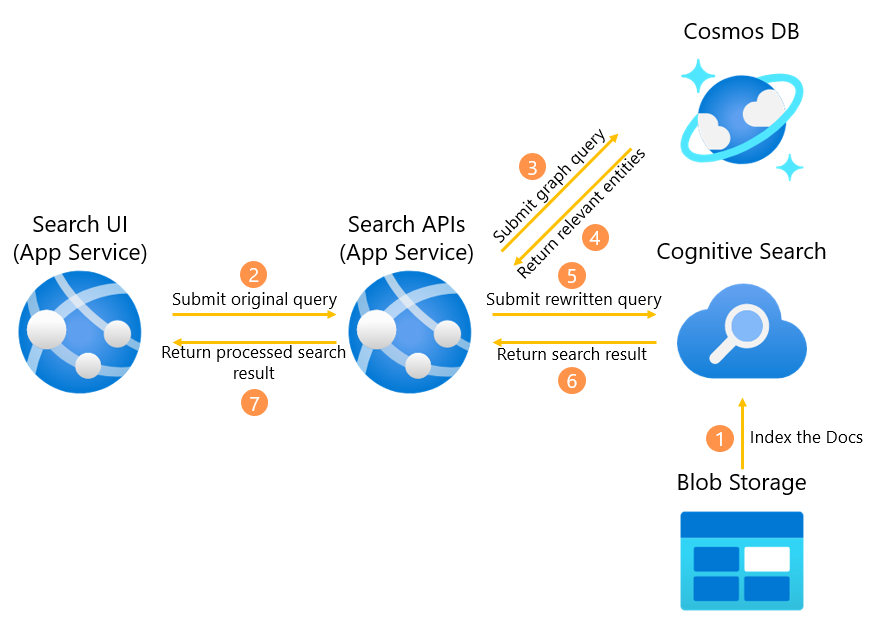 Cosmos DB
3
Submit graph query
Return relevant entities
4
Search UI
(App Service)
Search APIs
(App Service)
Cognitive Search
2
Submit original query
5
Submit rewritten query
Return processed search
result
7
Return search result
6
1
Index the Docs
Blob Storage